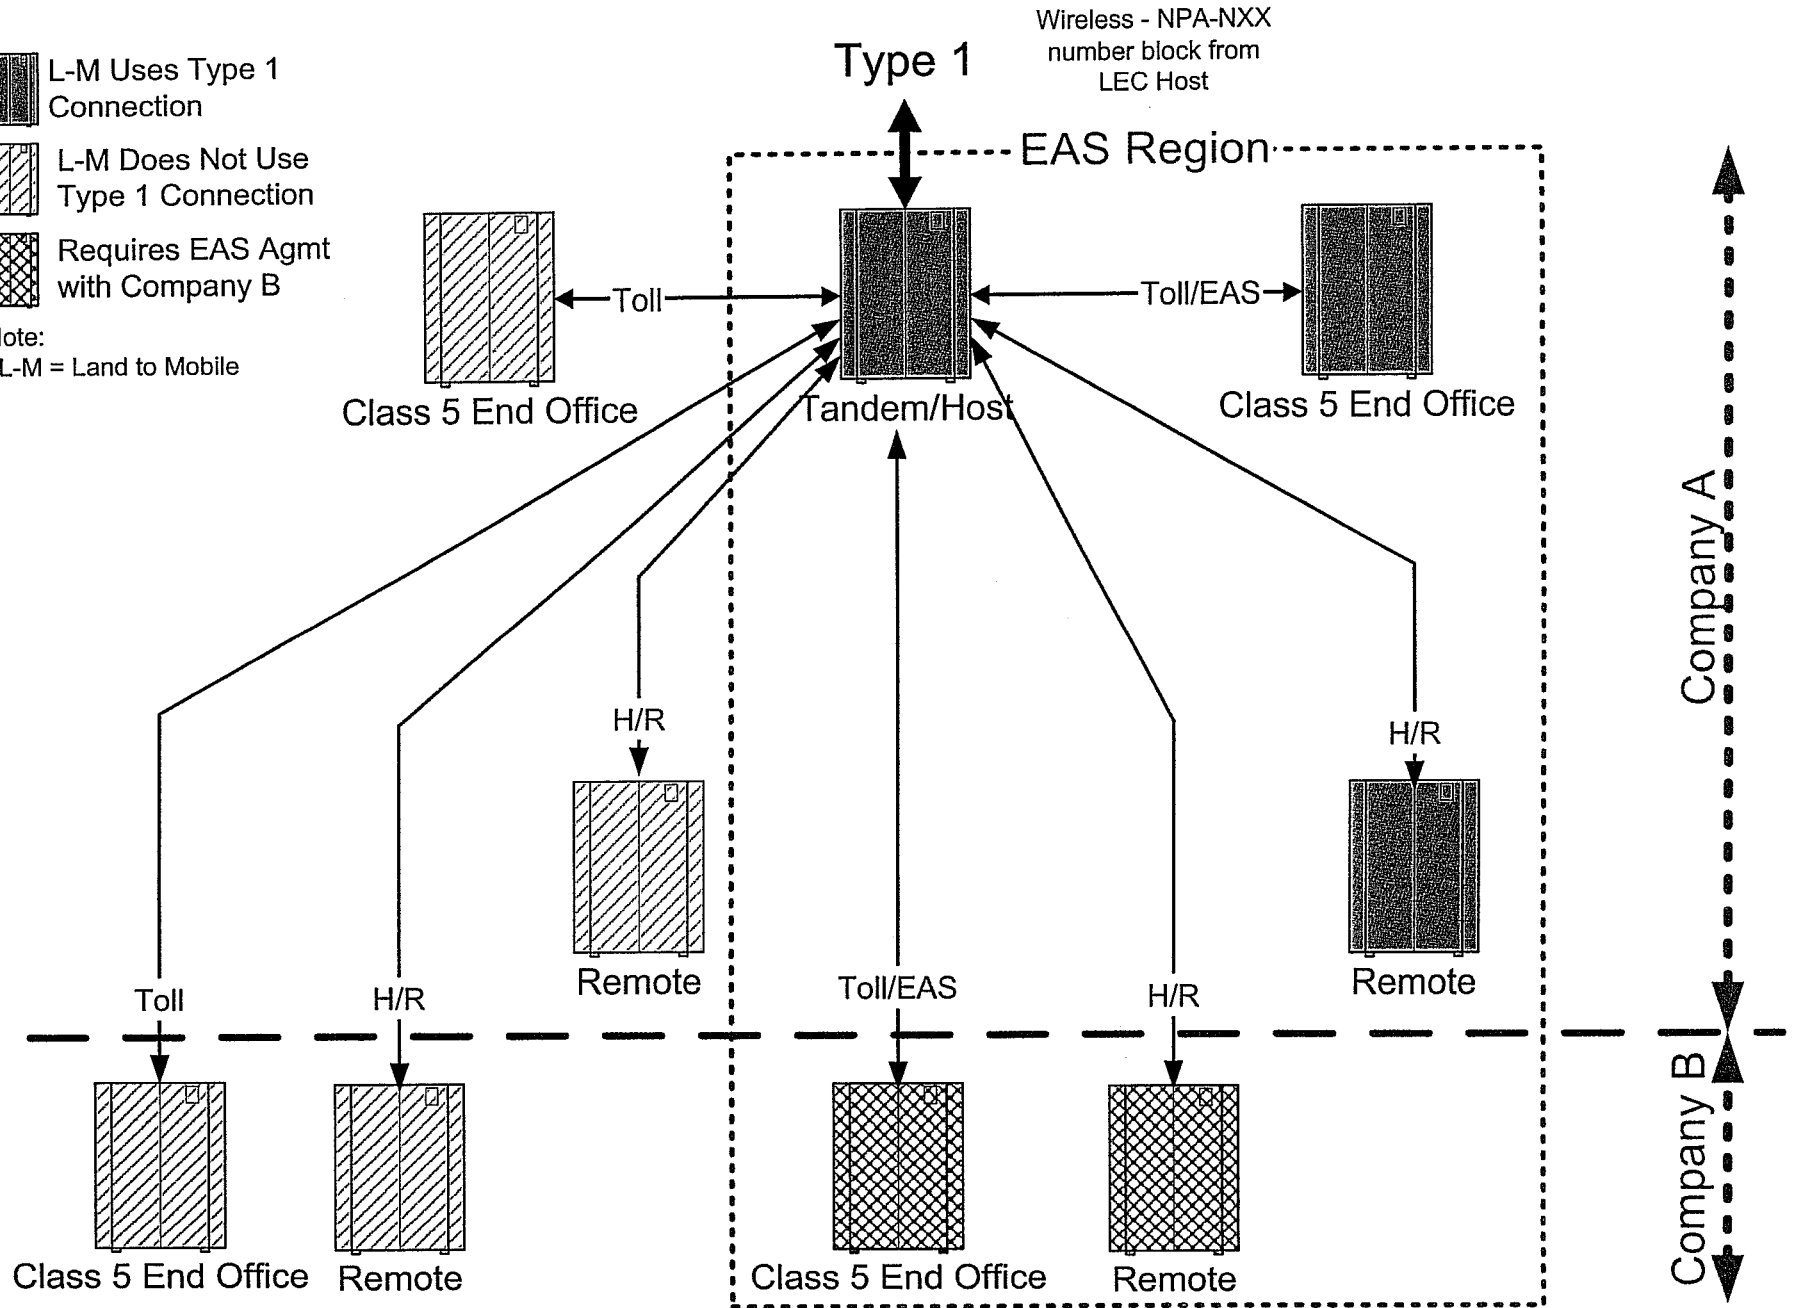 Wireless - NPA-NXX
number block from
LEC Host
Type 1
L-M Uses Type 1
Connection
L-M Does Not Use
Type 1 Connection
Requires EAS Agmt
with Company B
L-M = Land to Mobile
EAS Region
Toll
Toll/EAS
Class 5 End Office
Tandem/Host
Class 5 End Office
Company A
H/R
H/R
Remote
Remote
Toll
H/R
Toll/EAS
H/R
Company B
Class 5 End Office
Remote
Class 5 End Office
Remote